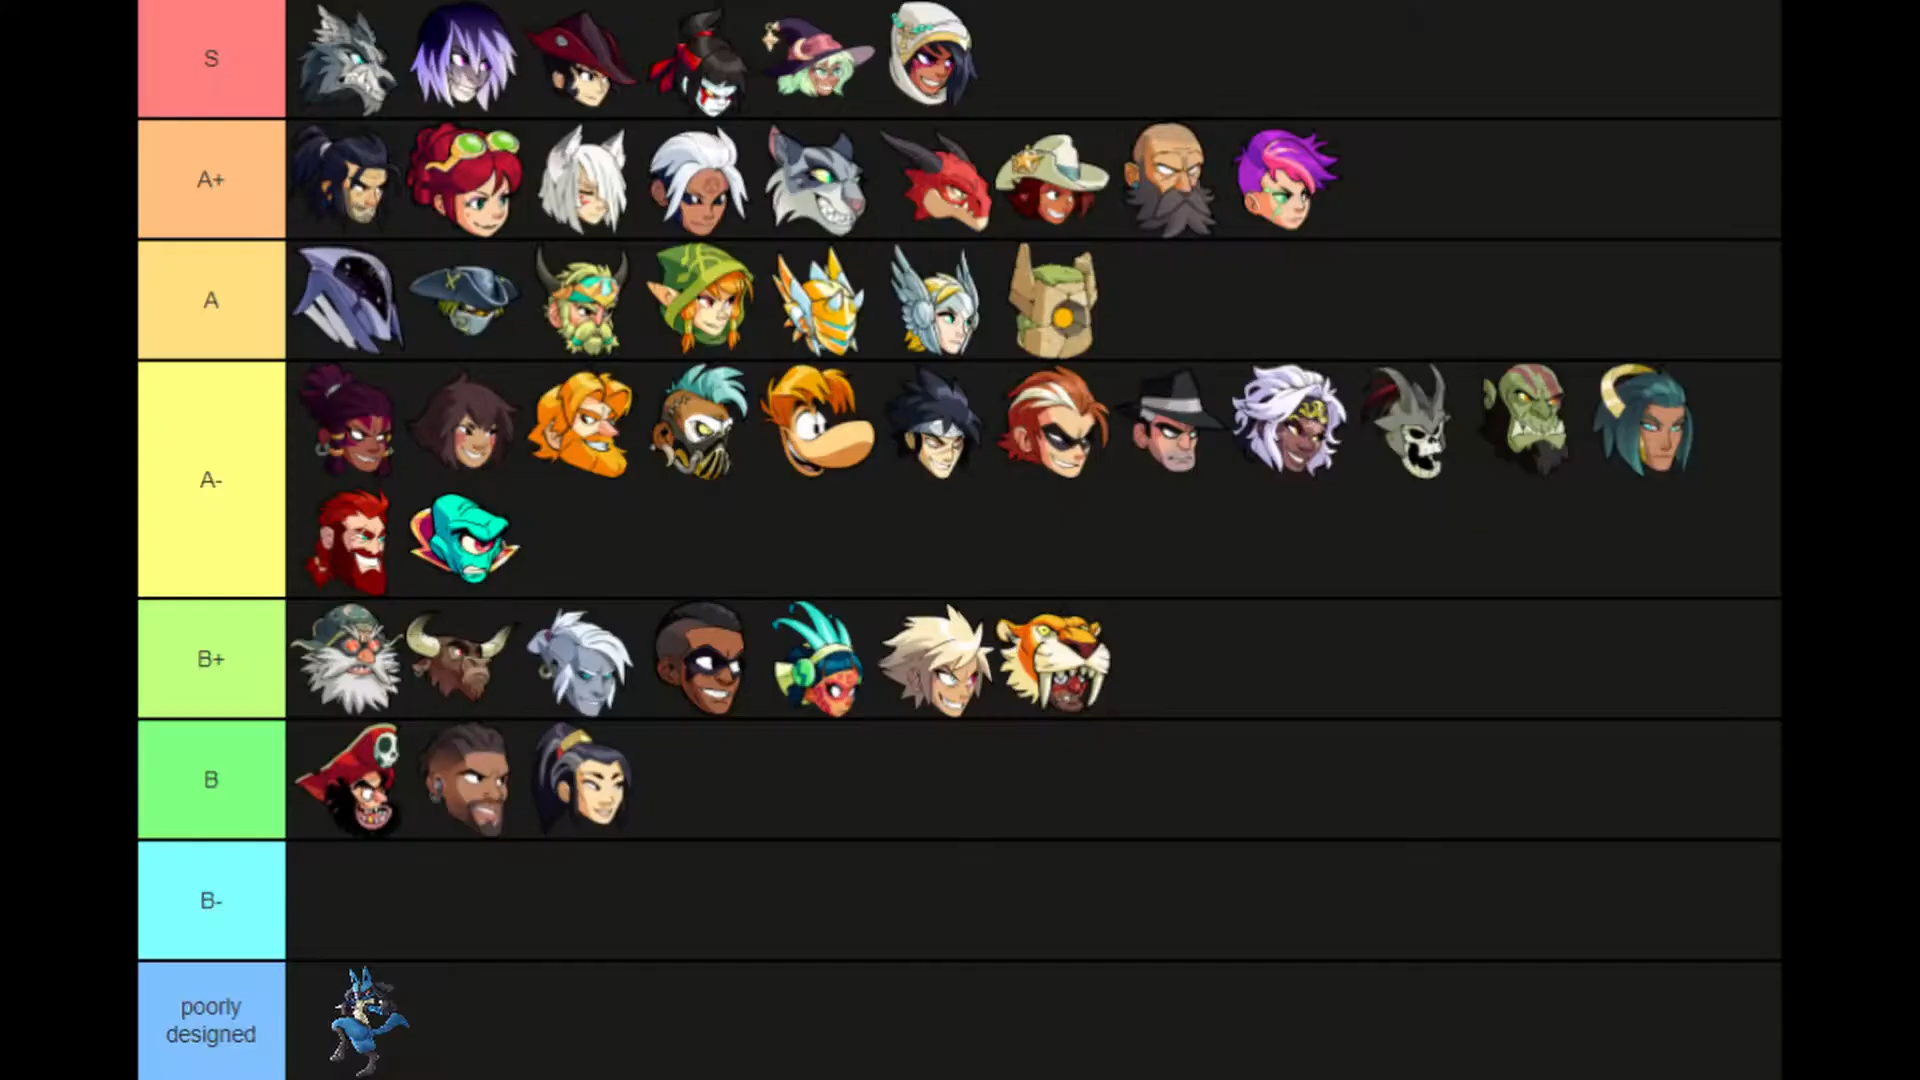 S
A+
A
A-
B+
B
B-
poorly
designed